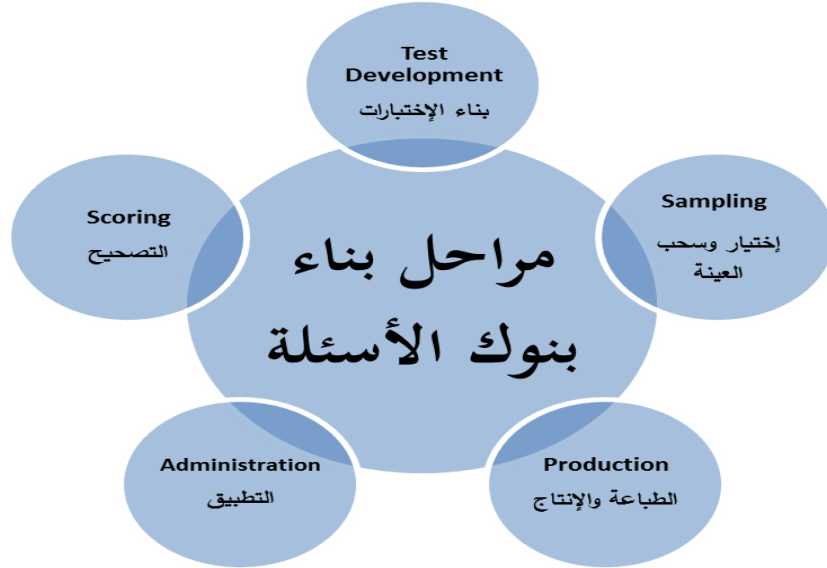 Test
Development
بناء الإختبارات
Sampling
إختيار وسحب
العينة
Production
الطباعة والإنتاج
Administration
التطبيق
Scoring
التصحيح
مراحل بناء
بنوك الأسئلة